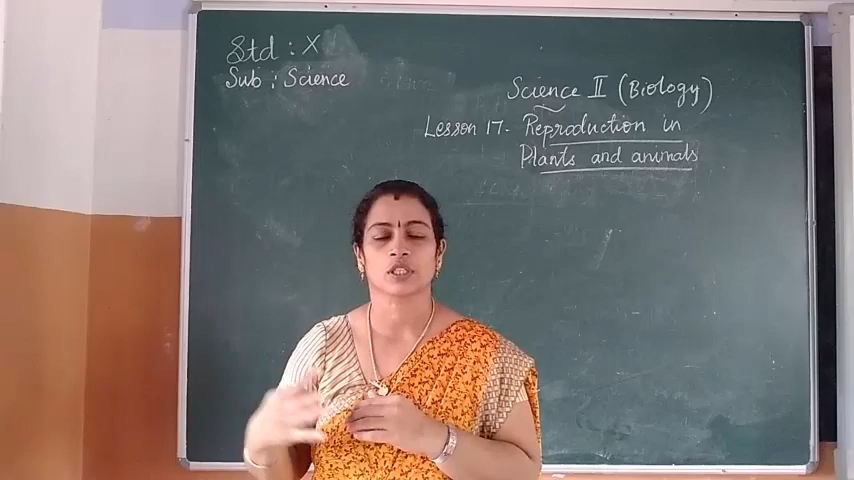 Std : X
Sub : Science
Science II (Biology)
Lesson 17. Reproduction in
Plants and animals